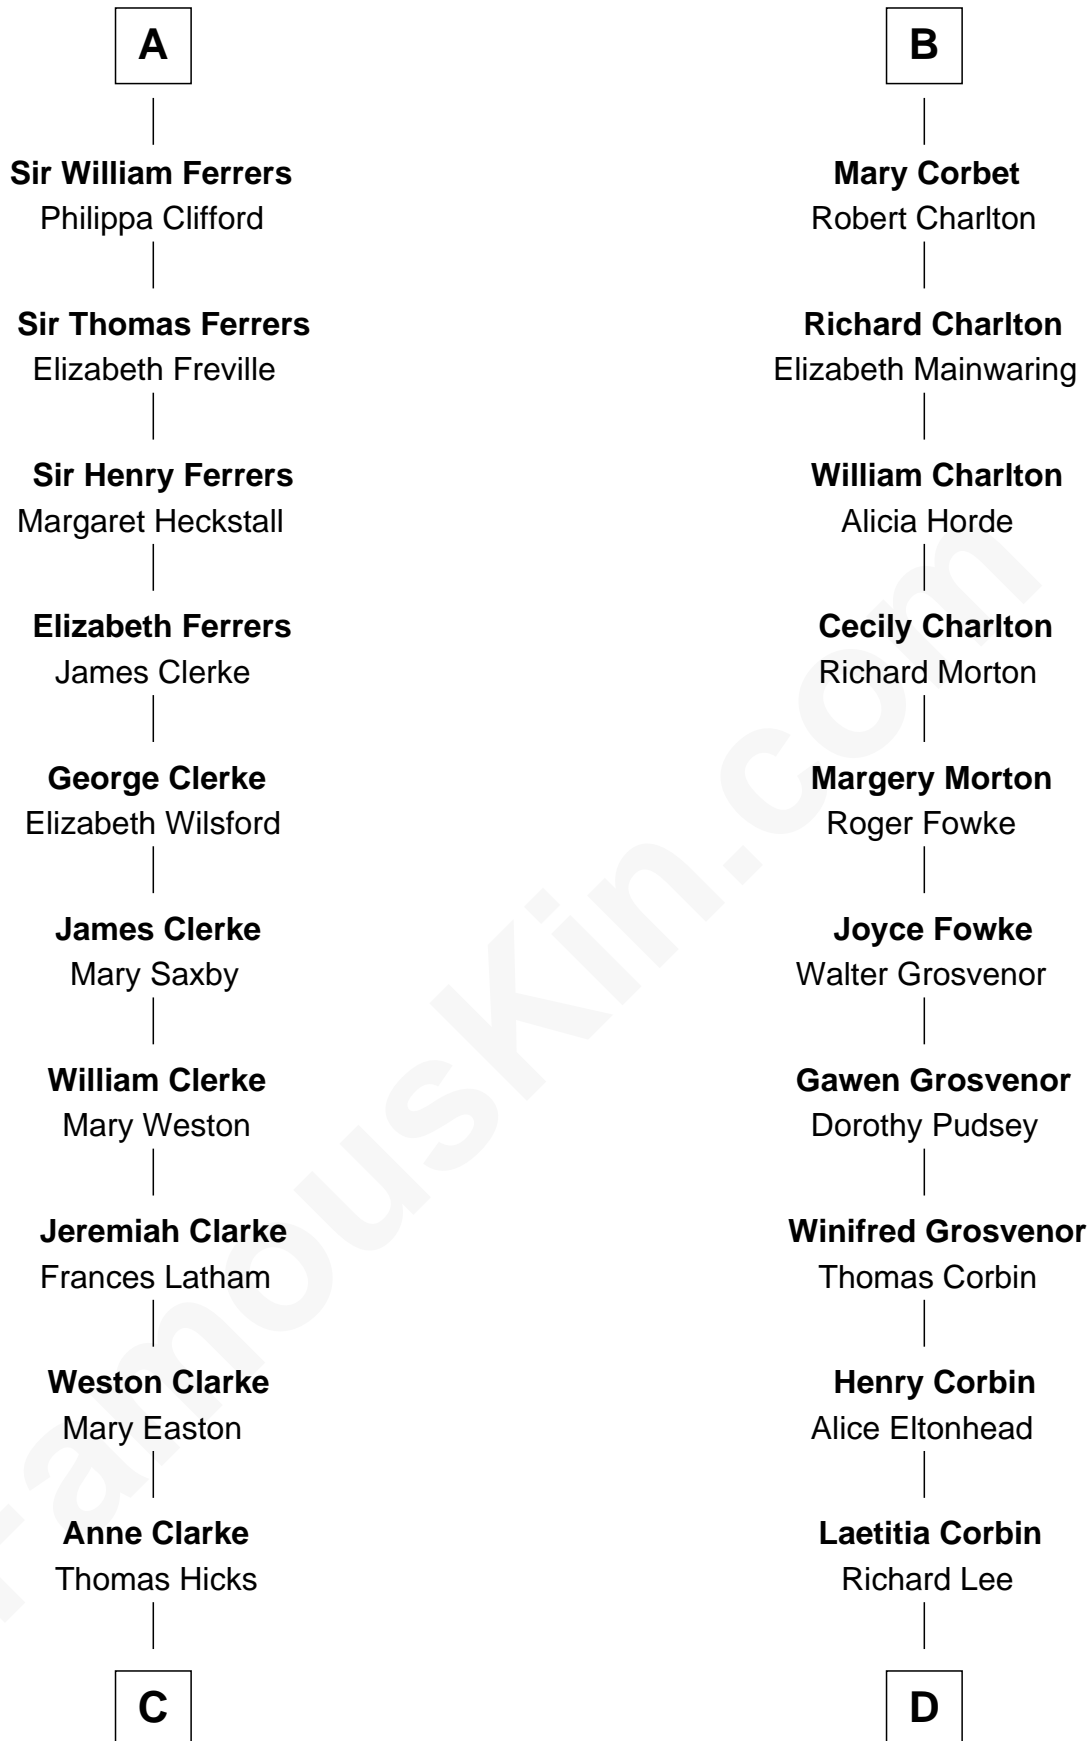 A
Sir William Ferrers
Philippa Clifford
Sir Thomas Ferrers
Elizabeth Freville
Sir Henry Ferrers
Margaret Heckstall
Elizabeth Ferrers
James Clerke
George Clerke
Elizabeth Wilsford
James Clerke
Mary Saxby
William Clerke
Mary Weston
Jeremiah Clarke
Frances Latham
Weston Clarke
Mary Easton
Anne Clarke
Thomas Hicks
C
B
Mary Corbet
Robert Charlton
Richard Charlton
Elizabeth Mainwaring
William Charlton
Alicia Horde
Cecily Charlton
Richard Morton
Margery Morton
Roger Fowke
Joyce Fowke
Walter Grosvenor
Gawen Grosvenor
Dorothy Pudsey
Winifred Grosvenor
Thomas Corbin
Henry Corbin
Alice Eltonhead
Laetitia Corbin
Richard Lee
D
FamousKin.com